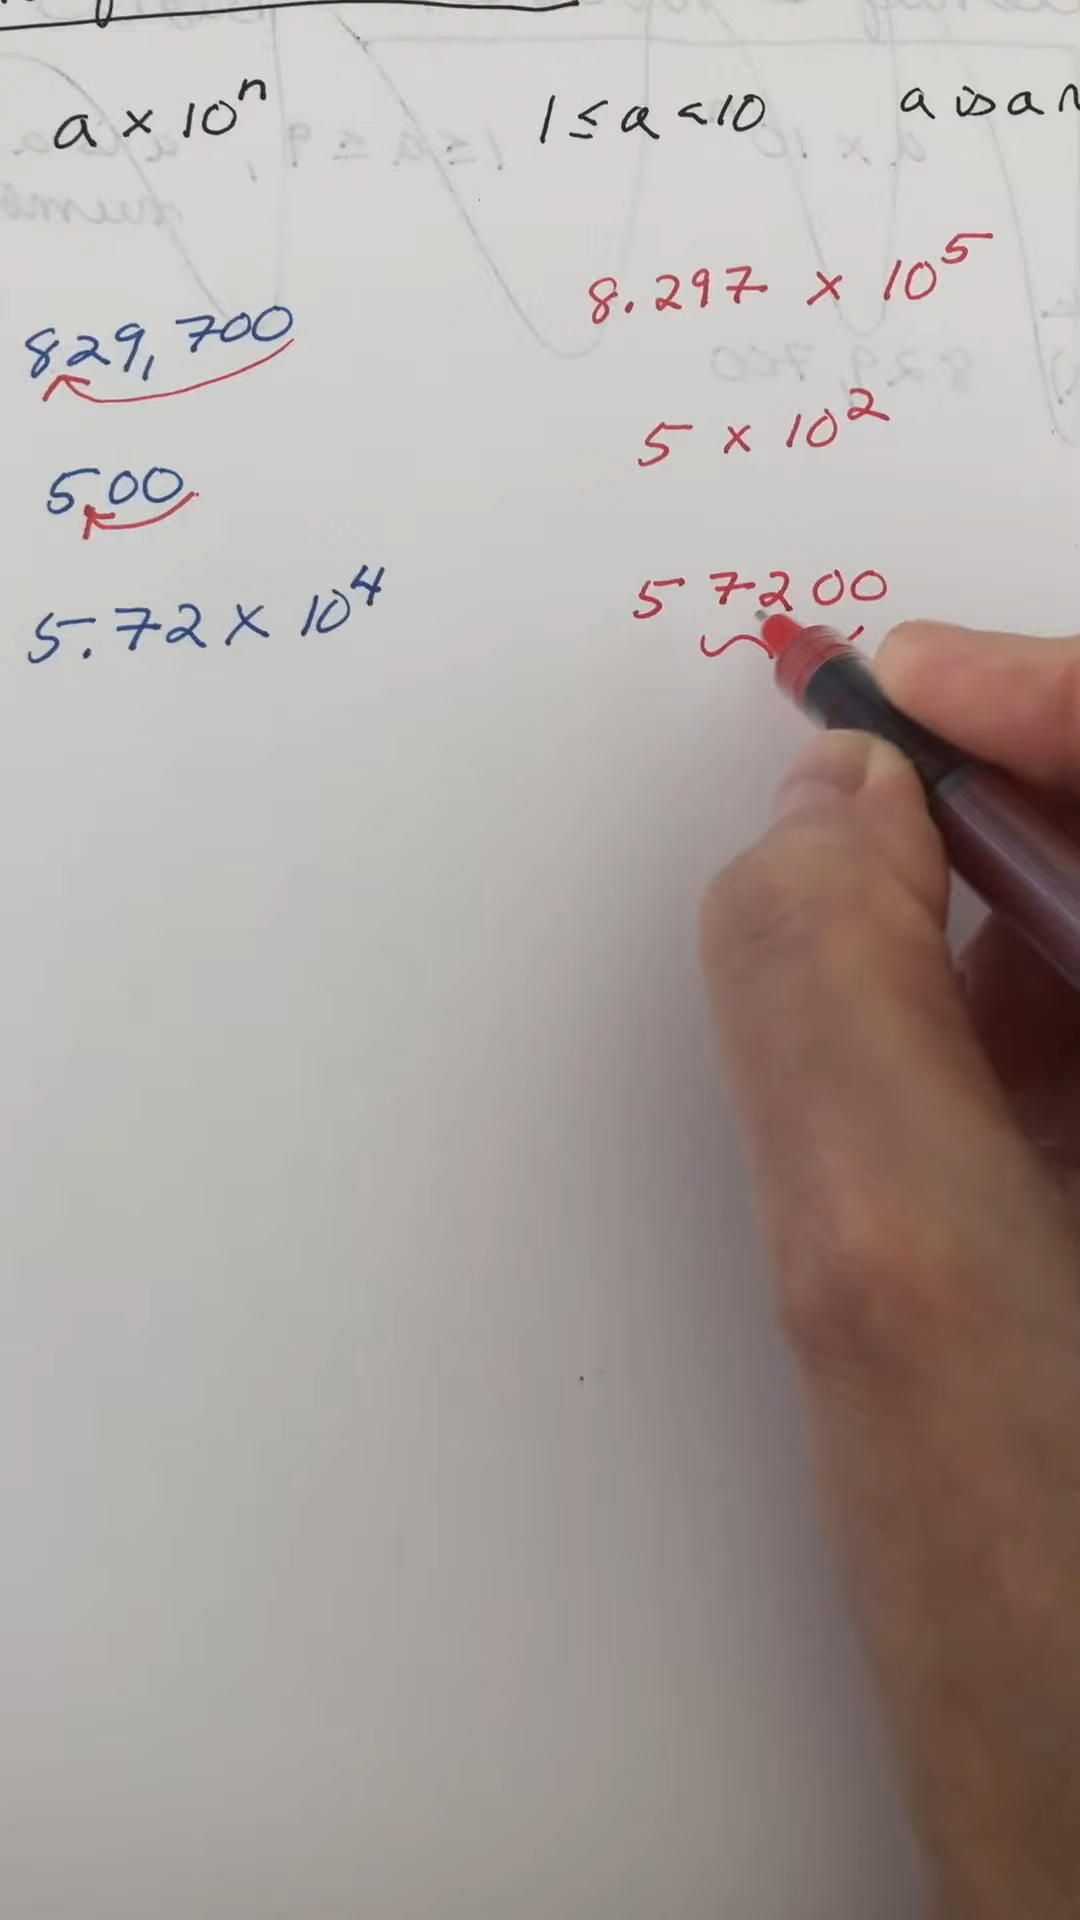 a × 10ⁿ 1 ≤ a < 10 a is a
829,700 8.297 × 10⁵
500 5 × 10²
5.72 × 10⁴ 57200